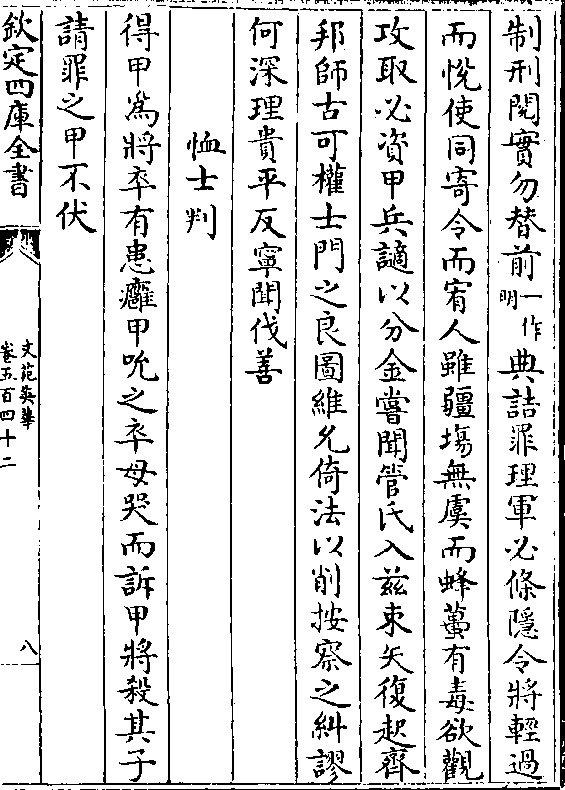 制刑閱實勿替前一作明典詰罪理軍必條隱令將輕過
而悅使同寄令而宥人雖疆塲無虞而蜂蠆有毒欲觀
攻取必資甲兵讁以分金嘗聞管氏入兹束矢復起齊
邦師古可權士門之良圖維允倚法以削按察之糾謬
何深理貴平反寧聞伐善
恤士判
得甲為將卒有患癰甲吮之卒母哭而訴甲將殺其子
請罪之甲不伏
欽定四庫全書
文苑英華
卷五百四十二
八